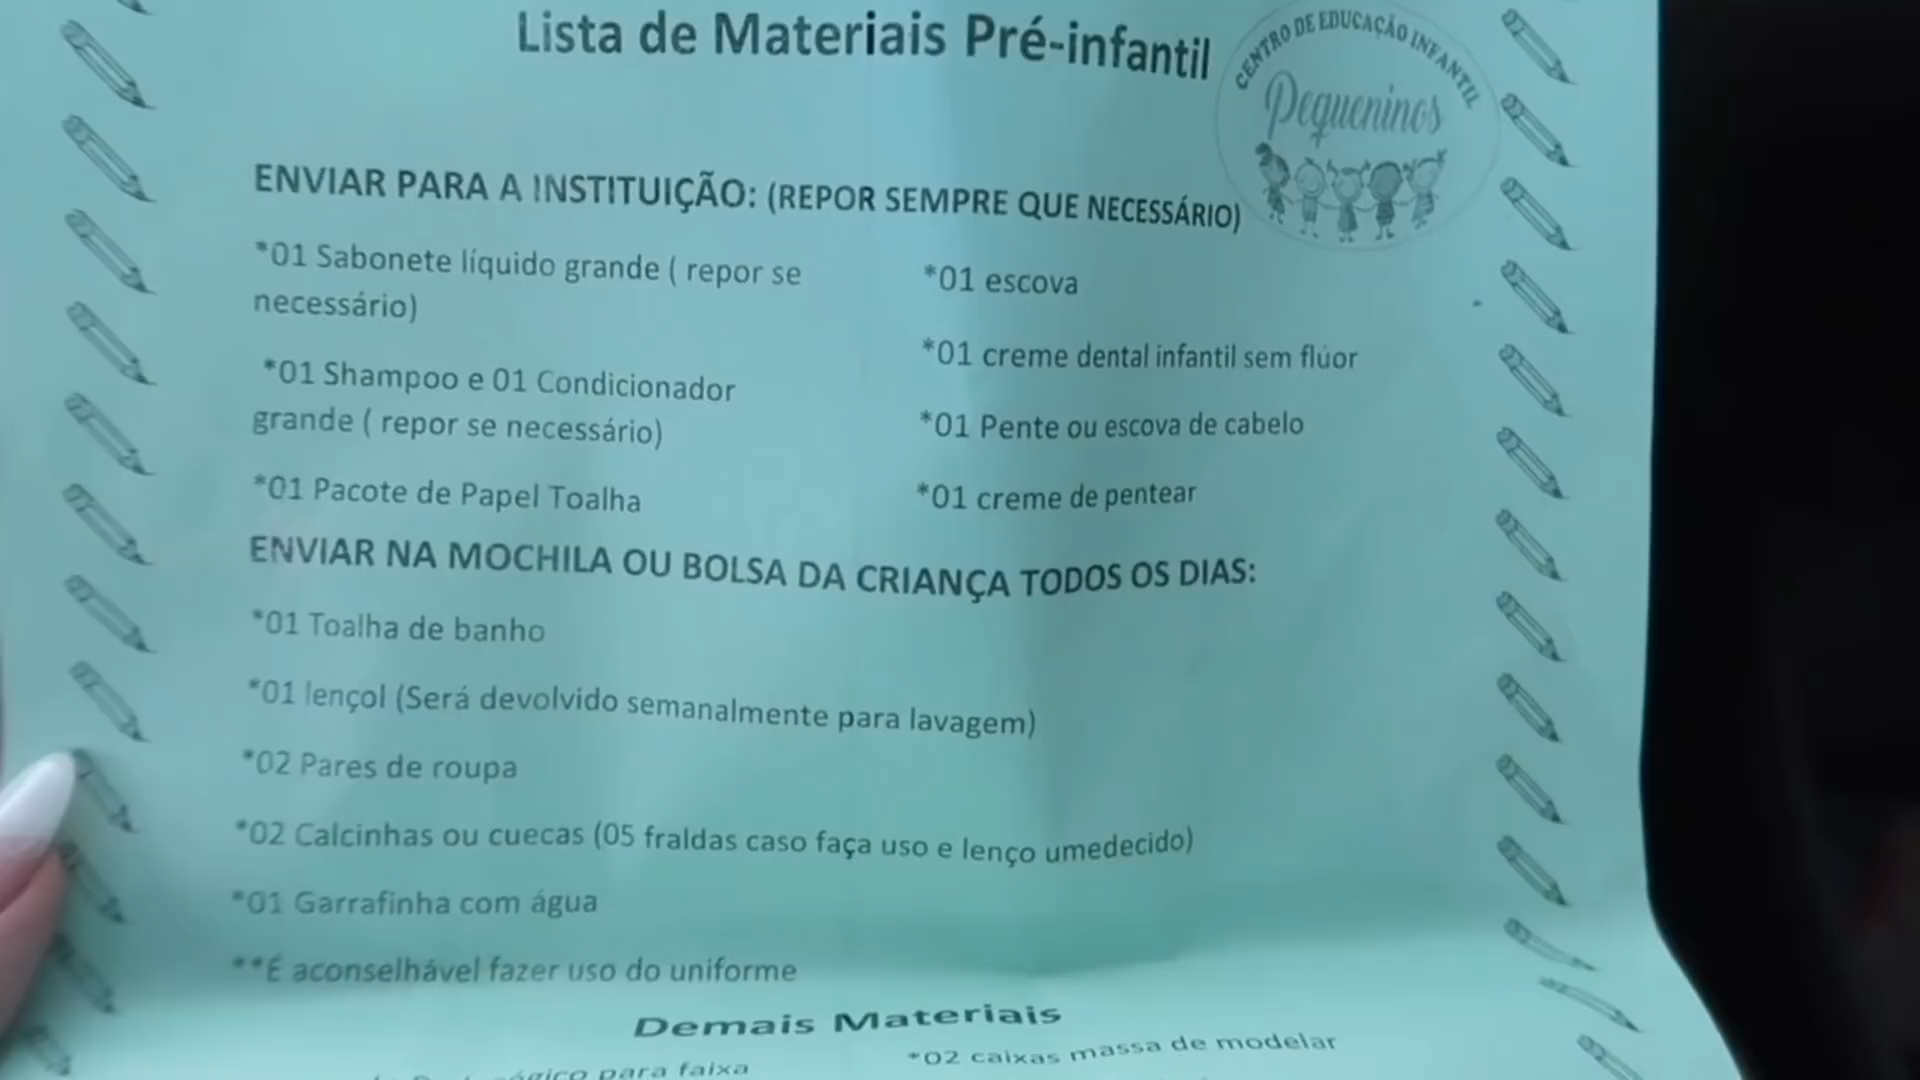 Lista de Materiais Pré-infantil
CENTRO DE EDUCAÇÃO INFANTIL
Pequeninos
ENVIAR PARA A INSTITUIÇÃO: (REPOR SEMPRE QUE NECESSÁRIO)
*01 Sabonete líquido grande ( repor se
necessário)
*01 Shampoo e 01 Condicionador
grande ( repor se necessário)
*01 Pacote de Papel Toalha
*01 escova
*01 creme dental infantil sem flúor
*01 Pente ou escova de cabelo
*01 creme de pentear
ENVIAR NA MOCHILA OU BOLSA DA CRIANÇA TODOS OS DIAS:
*01 Toalha de banho
*01 lençol (Será devolvido semanalmente para lavagem)
*02 Pares de roupa
*02 Calcinhas ou cuecas (05 fraldas caso faça uso e lenço umedecido)
*01 Garrafinha com água
**É aconselhável fazer uso do uniforme
Demais Materiais
para faixa
*02 caixas massa de modelar